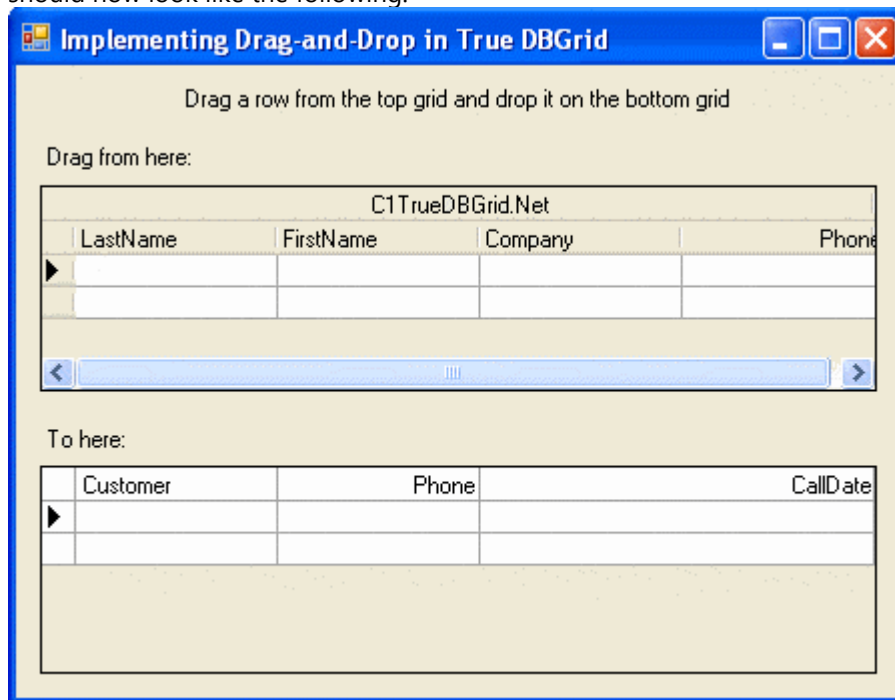 should now look like the following:
Implementing Drag-and-Drop in True DBGrid
Drag a row from the top grid and drop it on the bottom grid
Drag from here:
C1TrueDBGrid.Net
LastName FirstName Company Phone
To here:
Customer Phone CallDate